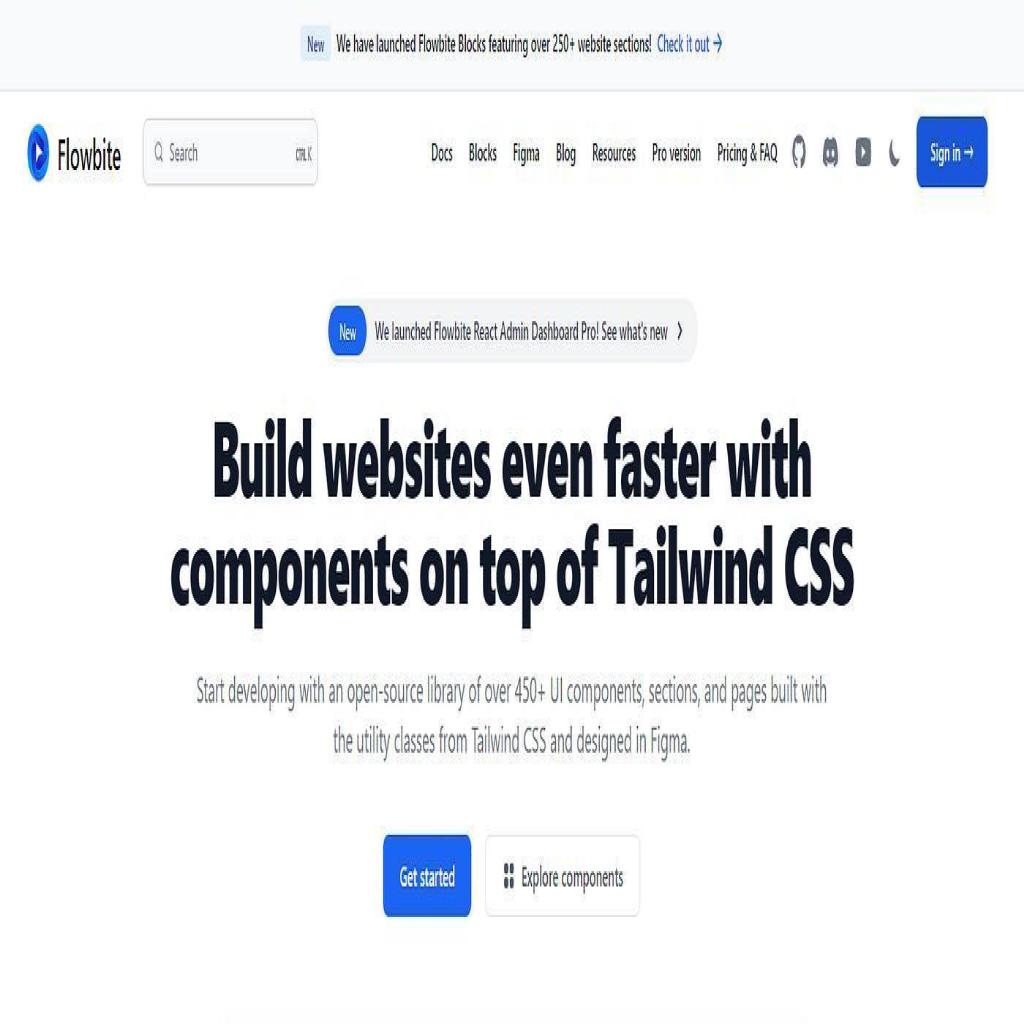 New We have launched Flowbite Blocks featuring over 250+ website sections! Check it out →
Flowbite Search CTRL K Docs Blocks Figma Blog Resources Pro version Pricing & FAQ Sign in →
New We launched Flowbite React Admin Dashboard Pro! See what's new >
Build websites even faster with
components on top of Tailwind CSS
Start developing with an open-source library of over 450+ UI components, sections, and pages built with
the utility classes from Tailwind CSS and designed in Figma.
Get started Explore components